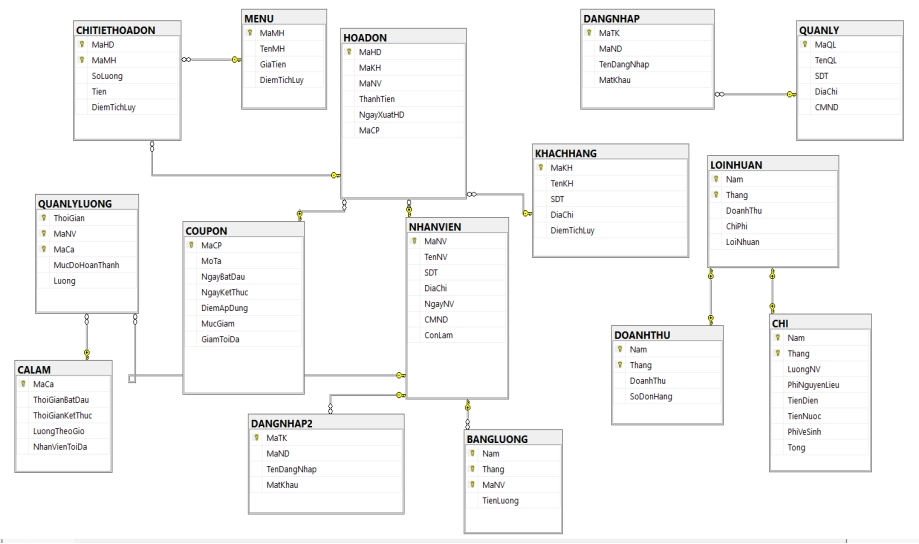 CHITIETHOADON
MaHD
MaMH
SoLuong
Tien
DiemTichLuy
MENU
MaMH
TenMH
GiaTien
DiemTichLuy
HOADON
MaHD
MaKH
MaNV
ThanhTien
NgayXuatHD
MaCP
DANGNHAP
MaTK
MaND
TenDangNhap
MatKhau
QUANLY
MaQL
TenQL
SDT
DiaChi
CMND
KHACHHANG
MaKH
TenKH
SDT
DiaChi
DiemTichLuy
LOINHUAN
Nam
Thang
DoanhThu
ChiPhi
LoiNhuan
QUANLYLUONG
ThoiGian
MaNV
MaCa
MucDoHoanThanh
Luong
COUPON
MaCP
MoTa
NgayBatDau
NgayKetThuc
DiemApDung
MucGiam
GiamToiDa
NHANVIEN
MaNV
TenNV
SDT
DiaChi
NgayNV
CMND
ConLam
DOANHTHU
Nam
Thang
DoanhThu
SoDonHang
CHI
Nam
Thang
LuongNV
PhiNguyenLieu
TienDien
TienNuoc
PhiVeSinh
Tong
CALAM
MaCa
ThoiGianBatDau
ThoiGianKetThuc
LuongTheoGio
NhanVienToiDa
DANGNHAP2
MaTK
MaND
TenDangNhap
MatKhau
BANGLUONG
Nam
Thang
MaNV
TienLuong